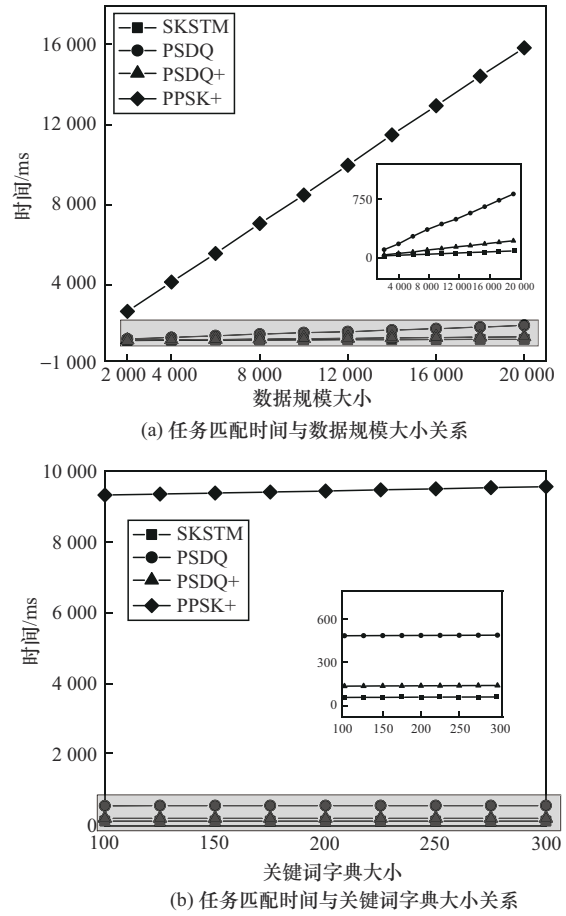 SKSTM
PSDQ
PSDQ+
PPSK+
16 000
12 000
8 000
4 000
−1 000
时间/ms
750
0
4 000 8 000 12 000 16 000 20 000
2 000 4 000 8 000 12 000 16 000 20 000
数据规模大小
(a) 任务匹配时间与数据规模大小关系
10 000
8 000
6 000
4 000
2 000
0
时间/ms
SKSTM
PSDQ
PSDQ+
PPSK+
600
300
0
100 150 200 250 300
100 150 200 250 300
关键词字典大小
(b) 任务匹配时间与关键词字典大小关系